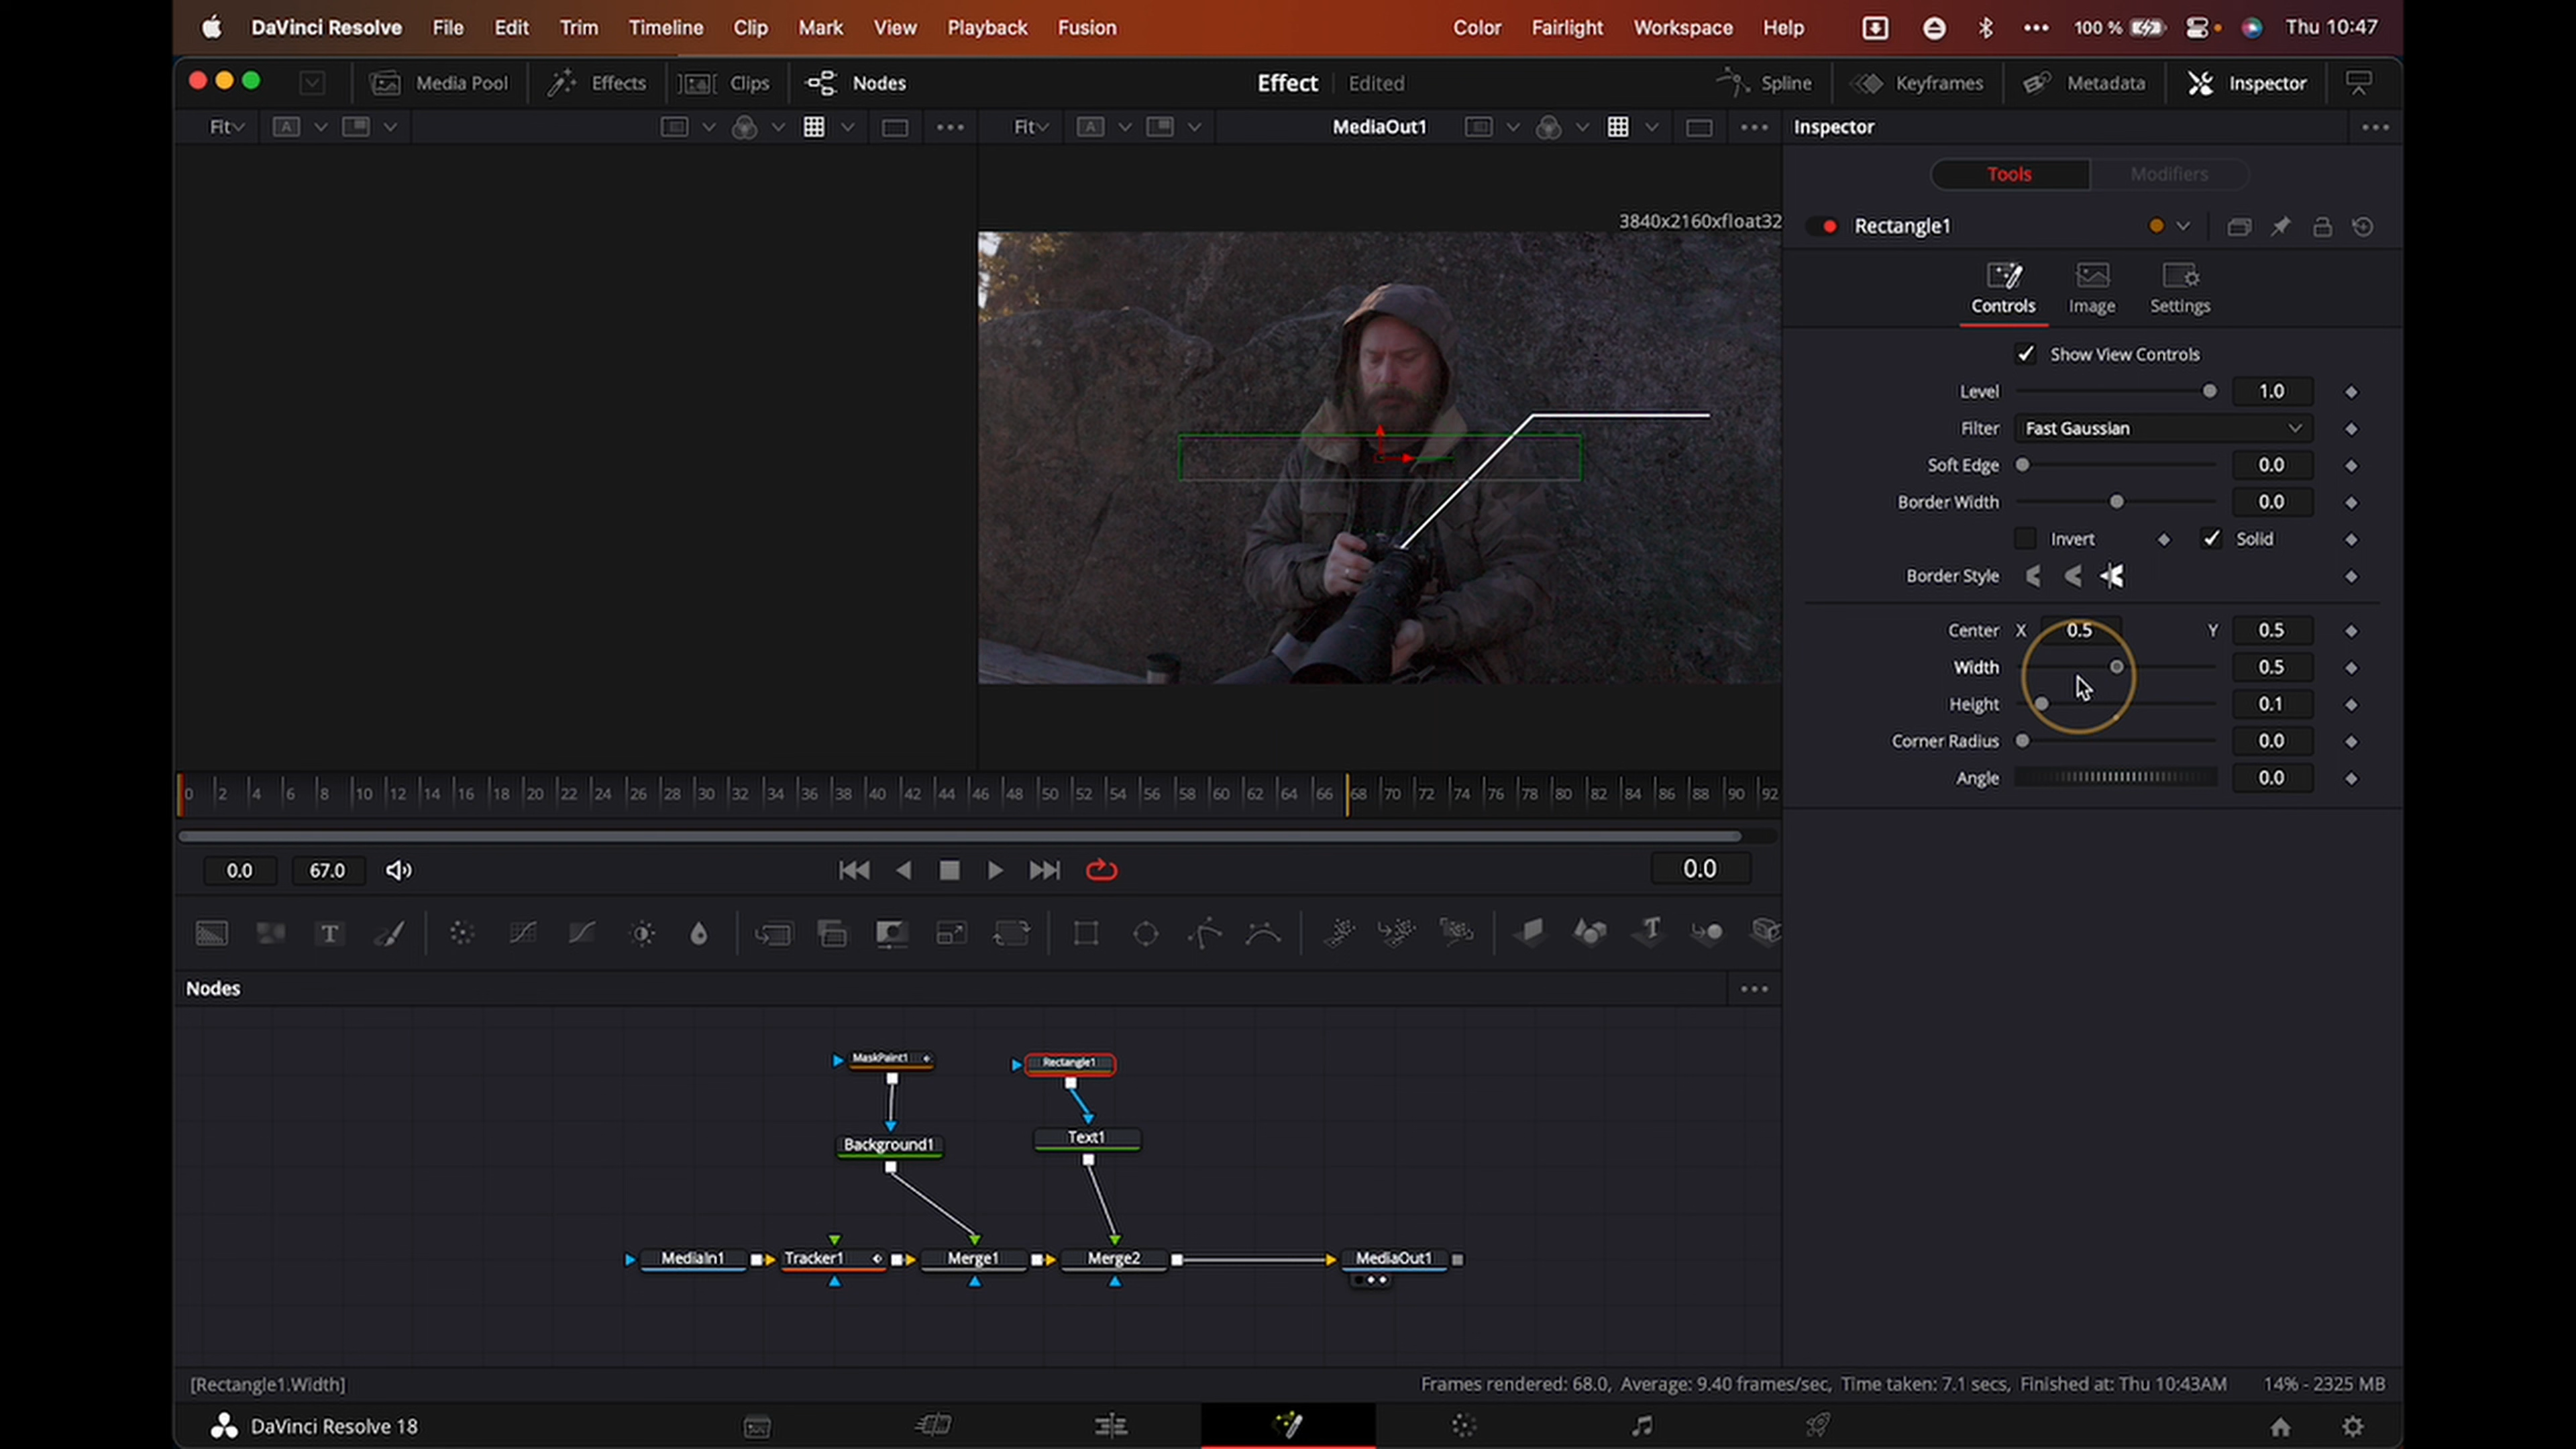 DaVinci Resolve File Edit Trim Timeline Clip Mark View Playback Fusion Color Fairlight Workspace Help 100 % Thu 10:47
Media Pool Effects Clips Nodes Effect Edited Spline Keyframes Metadata Inspector
Fit A Fit A MediaOut1 Inspector
Tools Modifiers
3840x2160xfloat32
Rectangle1
Controls Image Settings
Show View Controls
Level 1.0
Filter Fast Gaussian
Soft Edge 0.0
Border Width 0.0
Invert Solid
Border Style
Center X 0.5 Y 0.5
Width 0.5
Height 0.1
Corner Radius 0.0
Angle 0.0
0 2 4 6 8 10 12 14 16 18 20 22 24 26 28 30 32 34 36 38 40 42 44 46 48 50 52 54 56 58 60 62 64 66 68 70 72 74 76 78 80 82 84 86 88 90 92
0.0 67.0 0.0
T T
Nodes
MaskPaint1 Rectangle1
Background1 Text1
MediaIn1 Tracker1 Merge1 Merge2 MediaOut1
[Rectangle1.Width] Frames rendered: 68.0, Average: 9.40 frames/sec, Time taken: 7.1 secs, Finished at: Thu 10:43AM 14% - 2325 MB
DaVinci Resolve 18